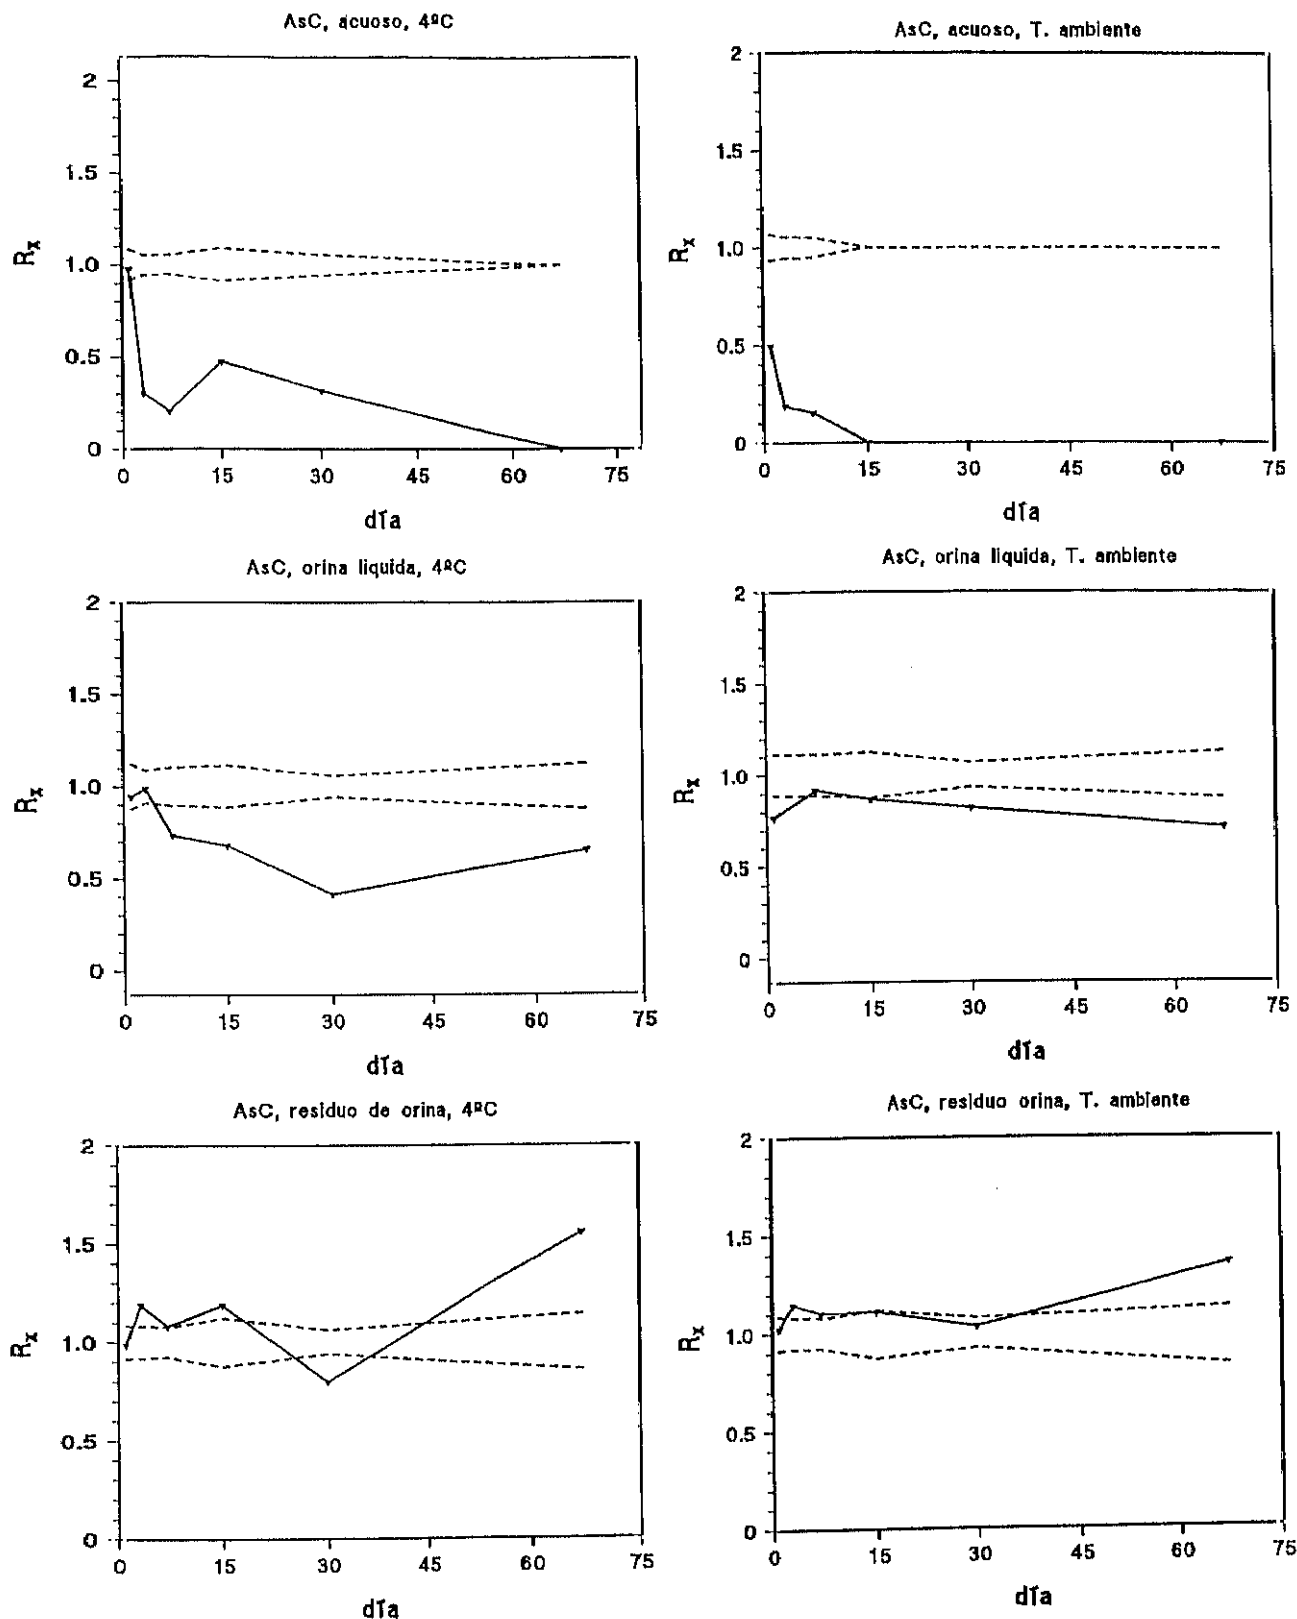 AsC, acuoso, 4ºC
2
1.5
1.0
0.5
0
Rx
0 15 30 45 60 75
día
AsC, acuoso, T. ambiente
2
1.5
1.0
0.5
0
Rx
0 15 30 45 60 75
día
AsC, orina liquida, 4ºC
2
1.5
1.0
0.5
0
Rx
0 15 30 45 60 75
día
AsC, orina liquida, T. ambiente
2
1.5
1.0
0.5
0
Rx
0 15 30 45 60 75
día
AsC, residuo de orina, 4ºC
2
1.5
1.0
0.5
0
Rx
0 15 30 45 60 75
día
AsC, residuo orina, T. ambiente
2
1.5
1.0
0.5
0
Rx
0 15 30 45 60 75
día